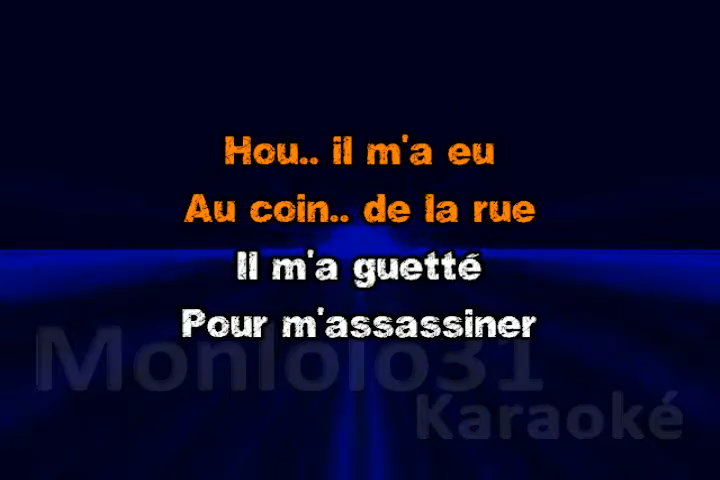 Hou.. il m'a eu
Au coin.. de la rue
Il m'a guetté
Pour m'assassiner
Monlolo31
Karaoké